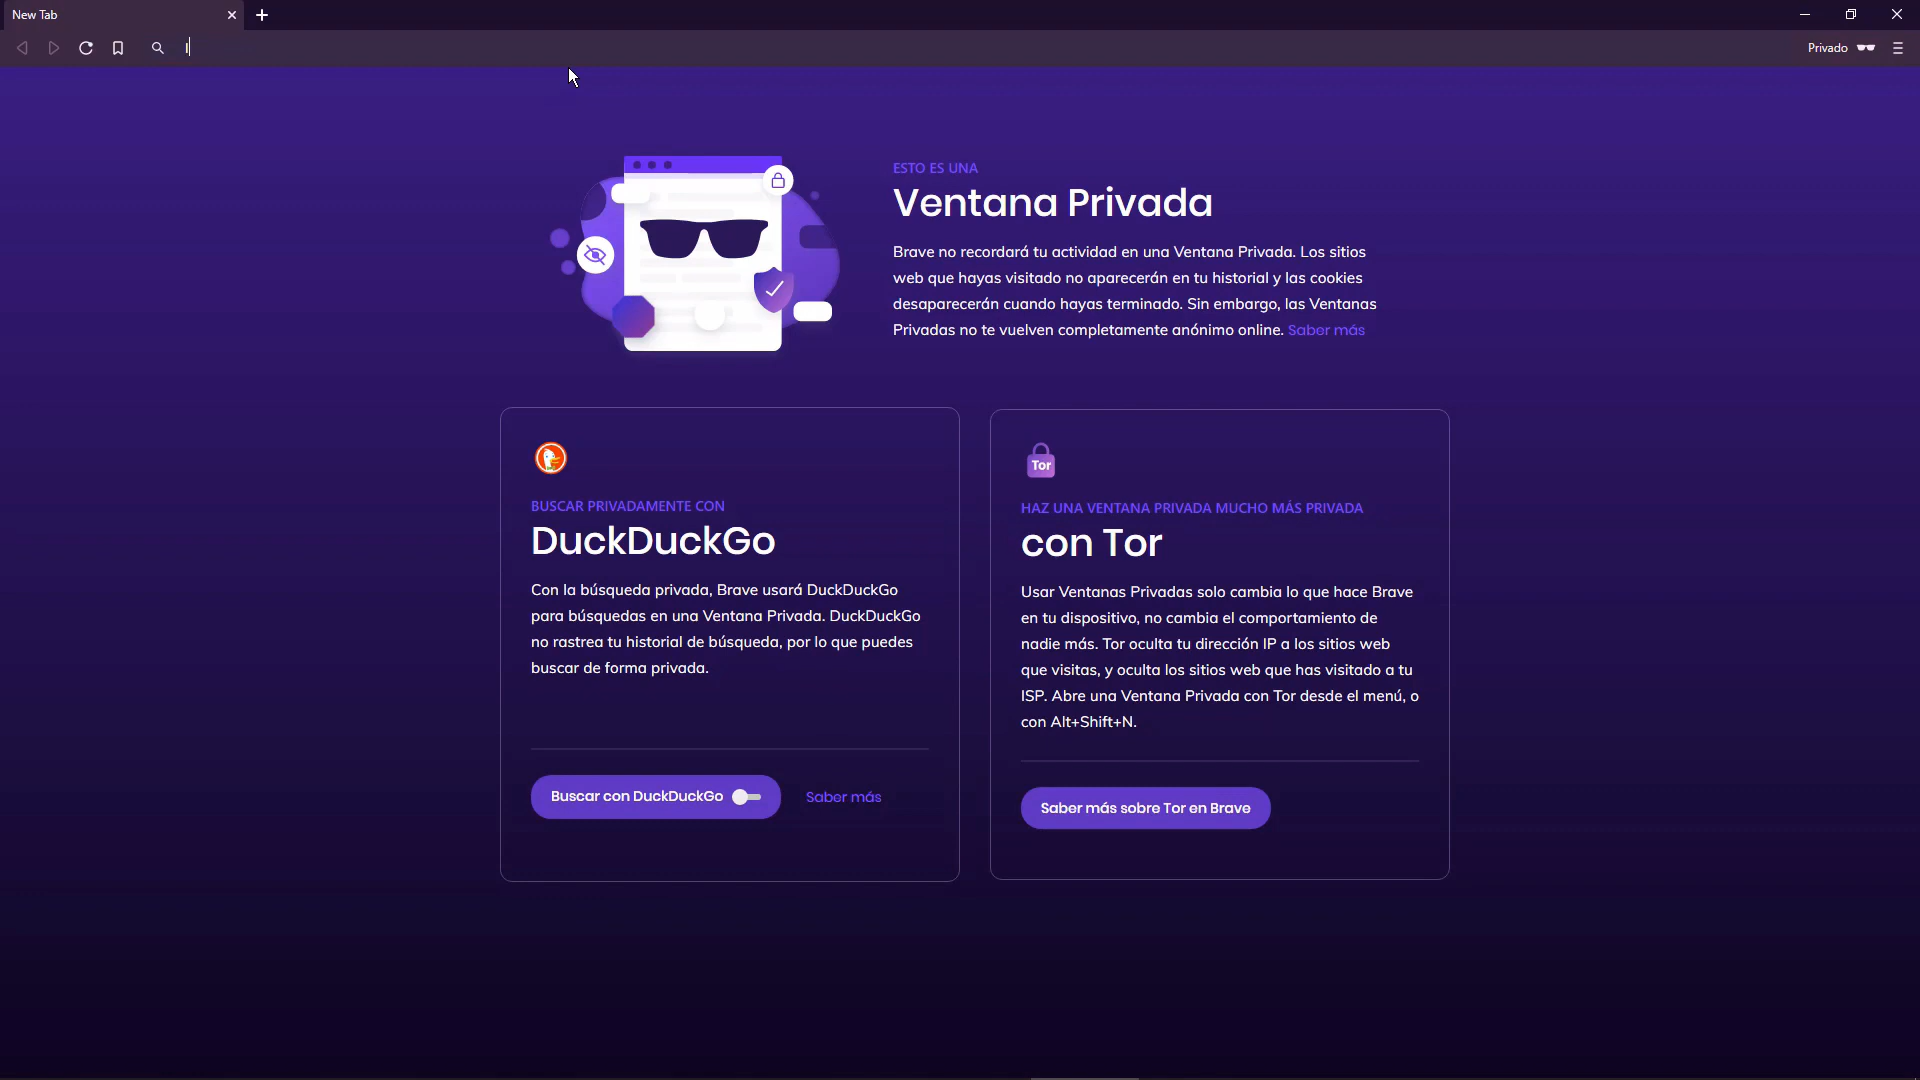 New Tab
l
Privado
ESTO ES UNA
Ventana Privada
Brave no recordará tu actividad en una Ventana Privada. Los sitios
web que hayas visitado no aparecerán en tu historial y las cookies
desaparecerán cuando hayas terminado. Sin embargo, las Ventanas
Privadas no te vuelven completamente anónimo online. Saber más
BUSCAR PRIVADAMENTE CON
DuckDuckGo
Con la búsqueda privada, Brave usará DuckDuckGo
para búsquedas en una Ventana Privada. DuckDuckGo
no rastrea tu historial de búsqueda, por lo que puedes
buscar de forma privada.
Buscar con DuckDuckGo
Saber más
Tor
HAZ UNA VENTANA PRIVADA MUCHO MÁS PRIVADA
con Tor
Usar Ventanas Privadas solo cambia lo que hace Brave
en tu dispositivo, no cambia el comportamiento de
nadie más. Tor oculta tu dirección IP a los sitios web
que visitas, y oculta los sitios web que has visitado a tu
ISP. Abre una Ventana Privada con Tor desde el menú, o
con Alt+Shift+N.
Saber más sobre Tor en Brave